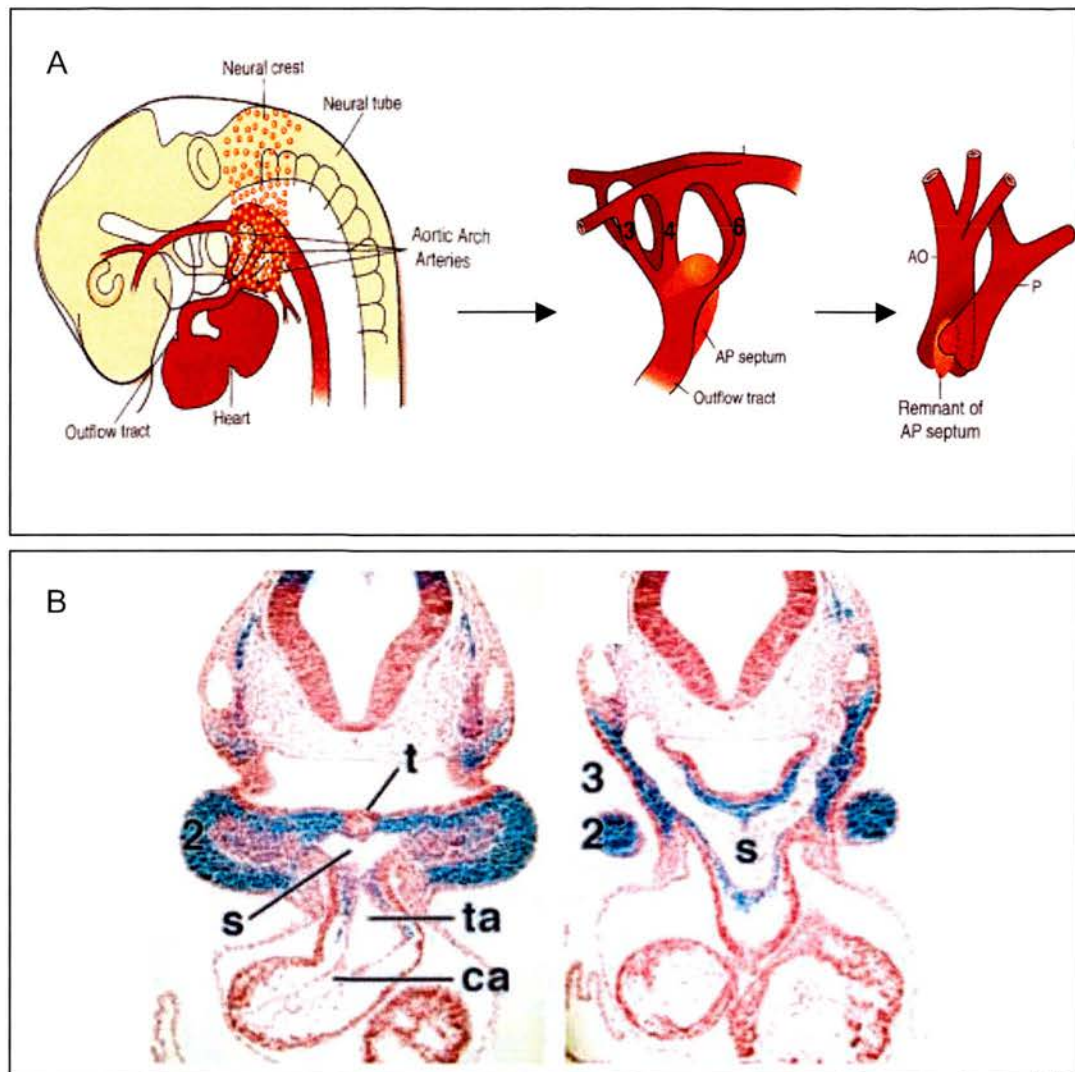 A
Neural crest
Neural tube
Aortic Arch
Arteries
Outflow tract
Heart
3
4
6
AP septum
Outflow tract
AO
P
Remnant of
AP septum
B
t
2
s
ta
ca
3
2
s